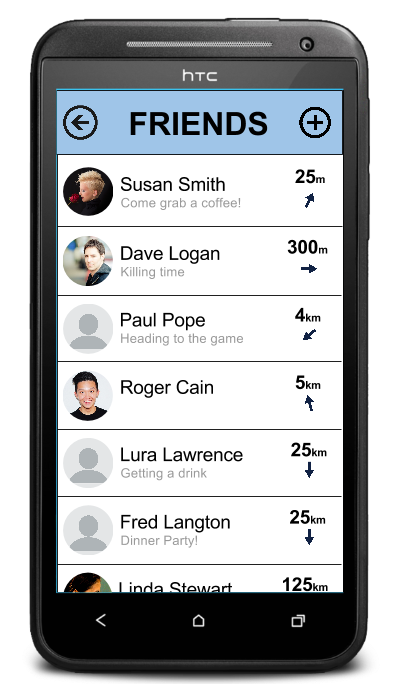 hTC
FRIENDS
Susan Smith 25m
Come grab a coffee!
Dave Logan 300m
Killing time
Paul Pope 4km
Heading to the game
Roger Cain 5km
Lura Lawrence 25km
Getting a drink
Fred Langton 25km
Dinner Party!
Linda Stewart 125km